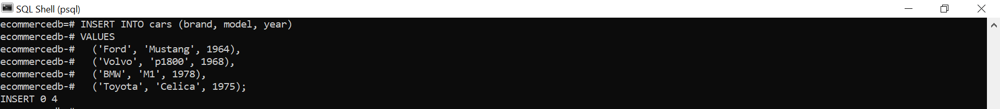 SQL Shell (psql)
ecommercedb=# INSERT INTO cars (brand, model, year)
ecommercedb-# VALUES
ecommercedb-#   ('Ford', 'Mustang', 1964),
ecommercedb-#   ('Volvo', 'p1800', 1968),
ecommercedb-#   ('BMW', 'M1', 1978),
ecommercedb-#   ('Toyota', 'Celica', 1975);
INSERT 0 4